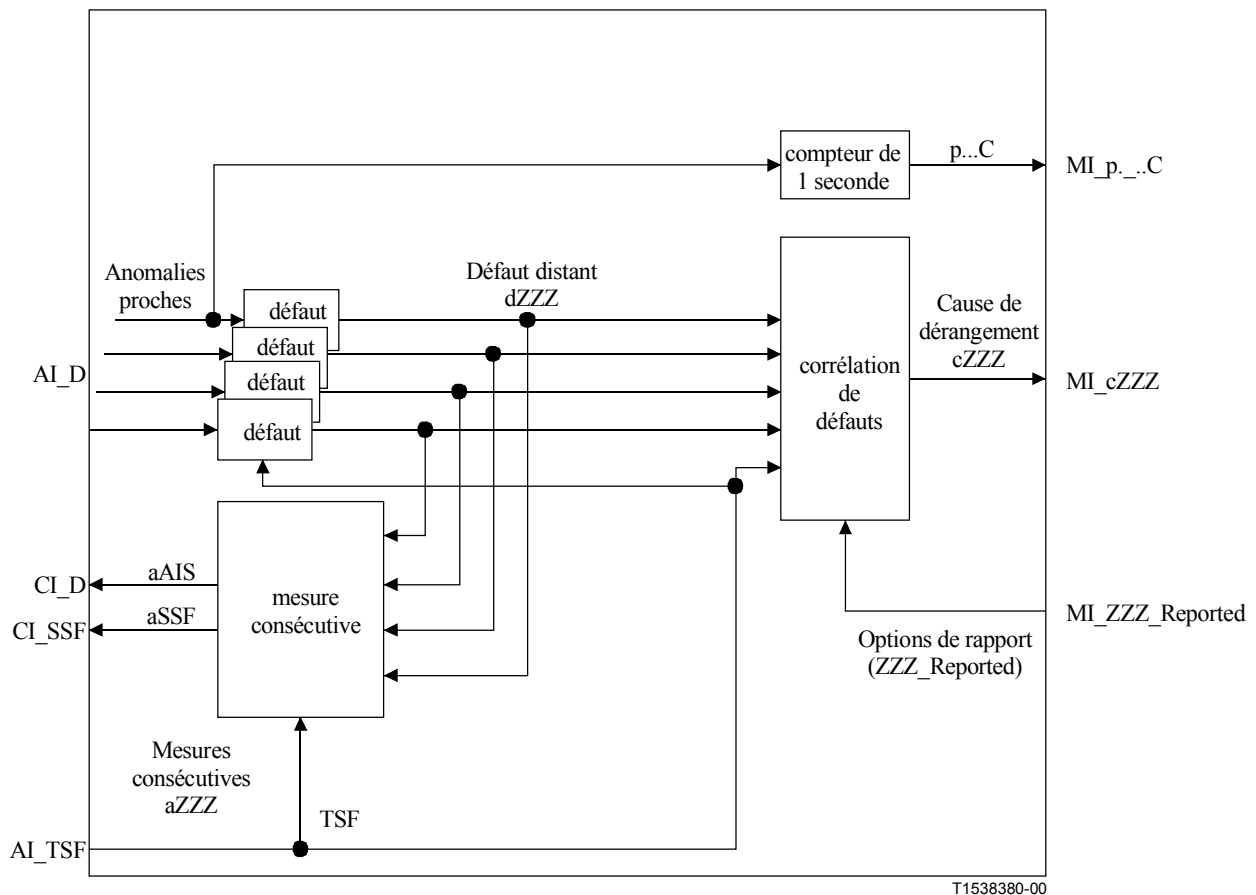 compteur de
1 seconde
p...C
MI_p._..C
Anomalies
proches
Défaut distant
dZZZ
défaut
défaut
défaut
défaut
AI_D
corrélation
de
défauts
Cause de
dérangement
cZZZ
MI_cZZZ
CI_D
aAIS
CI_SSF
aSSF
mesure
consécutive
MI_ZZZ_Reported
Options de rapport
(ZZZ_Reported)
Mesures
consécutives
aZZZ
TSF
AI_TSF
T1538380-00